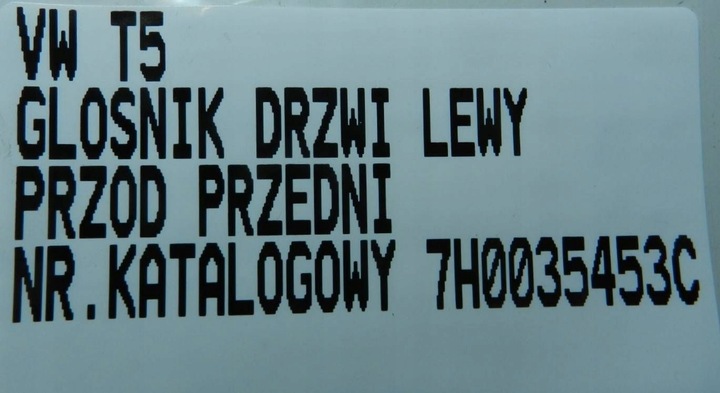 VW T5
GLOSNIK DRZWI LEWY
PRZOD PRZEDNI
NR.KATALOGOWY 7H0035453C